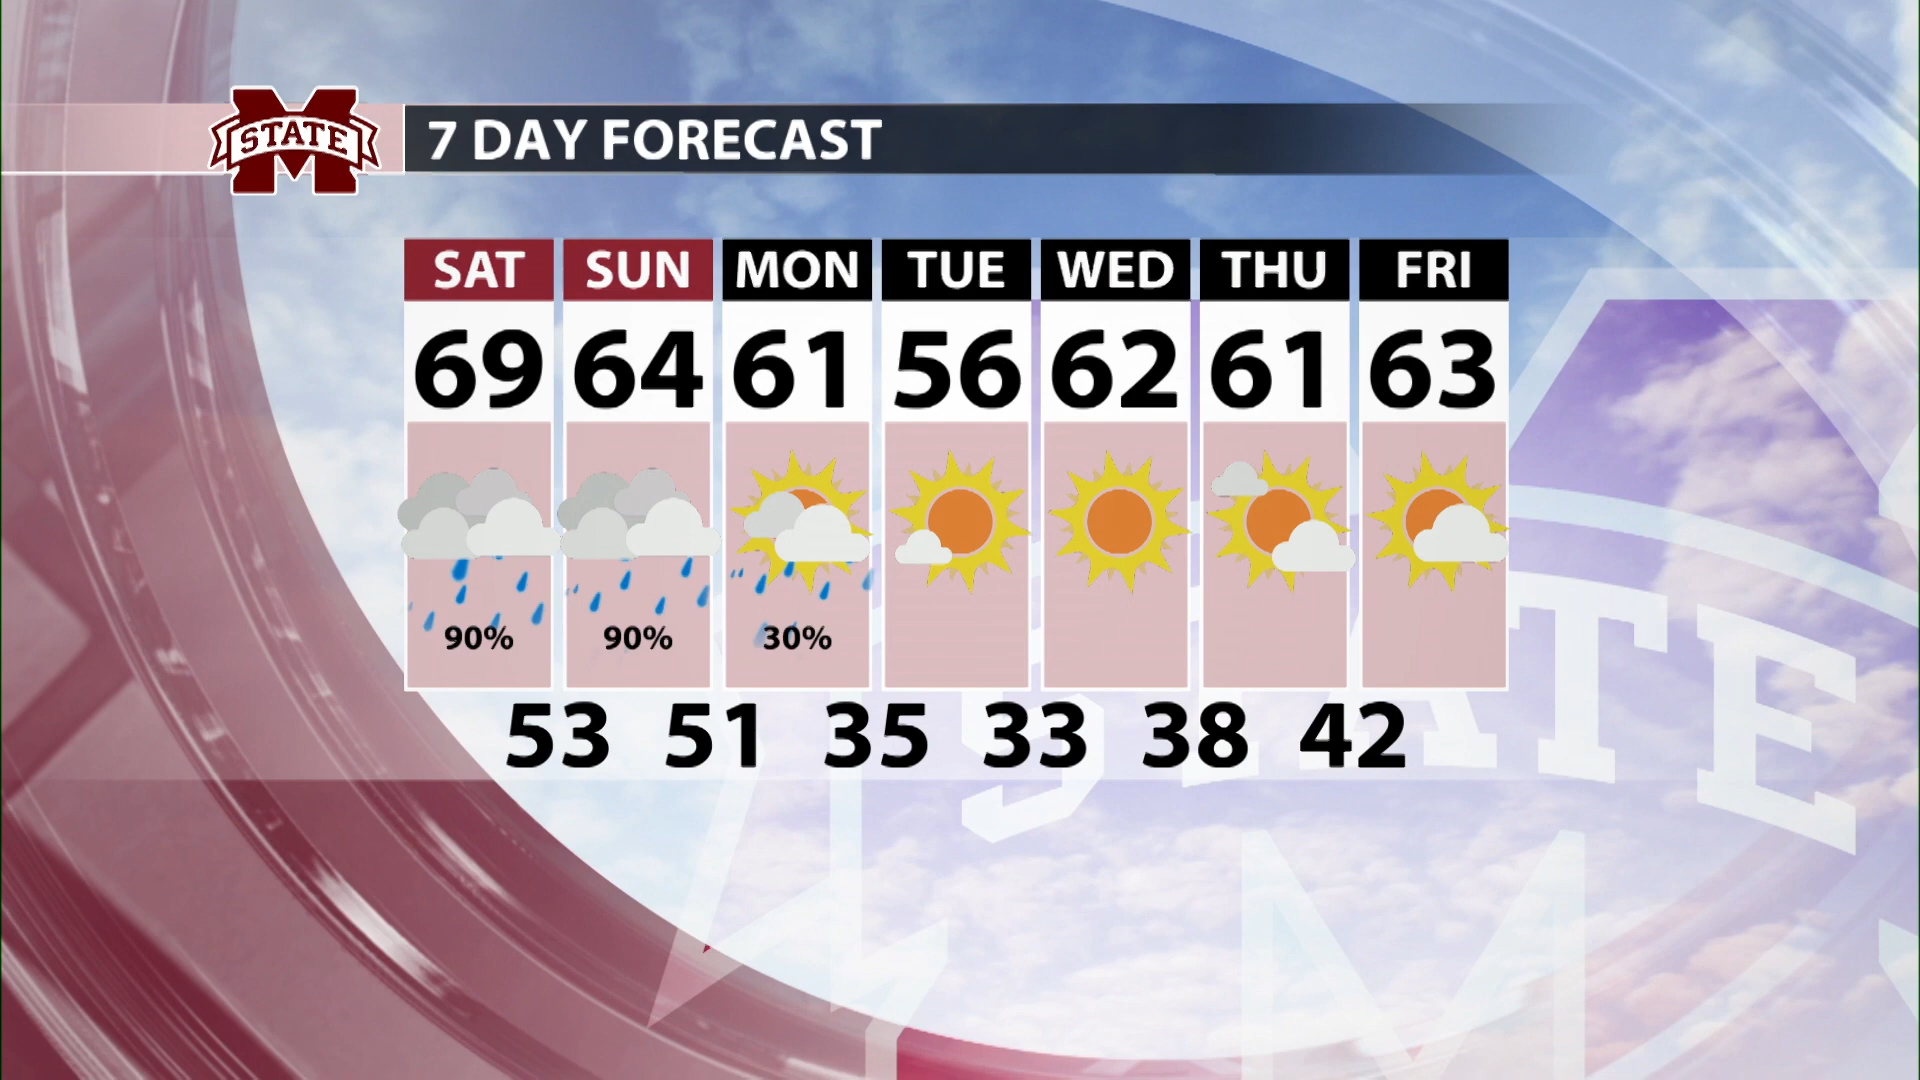 STATE
7 DAY FORECAST
SAT SUN MON TUE WED THU FRI
69 64 61 56 62 61 63
90% 90% 30%
53 51 35 33 38 42
STATE